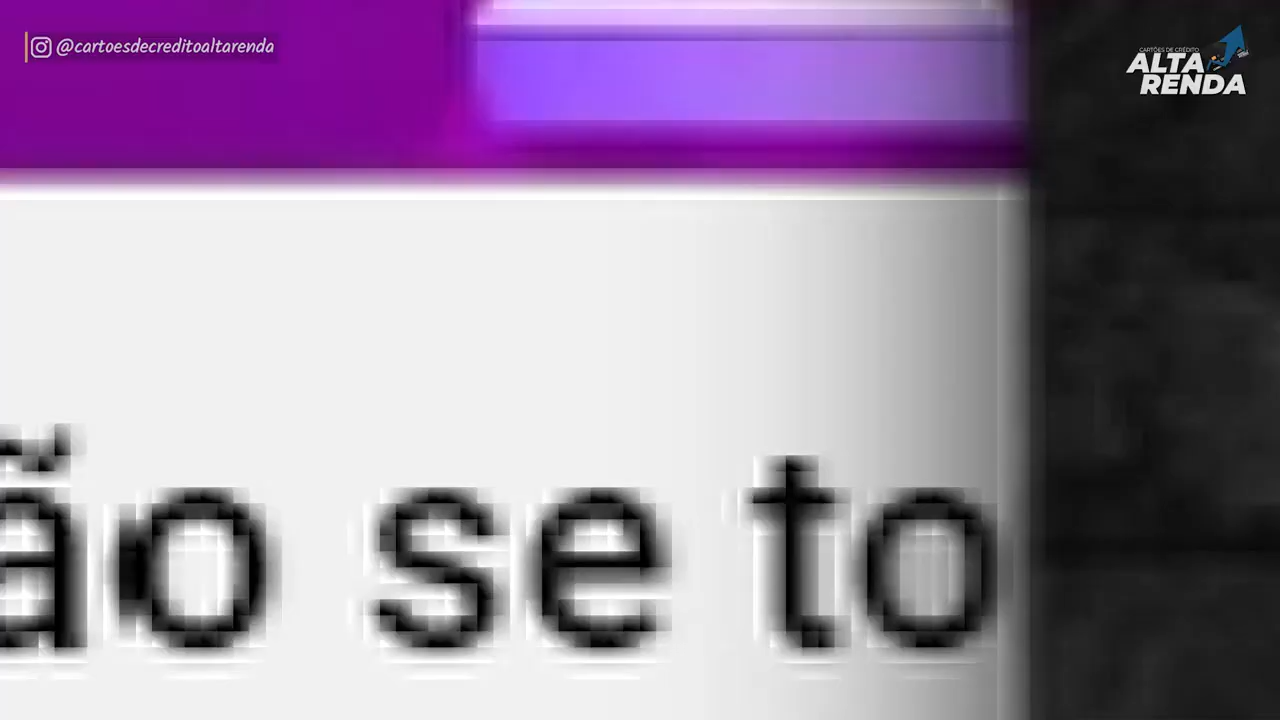 @cartoesdecreditoaltarenda
CARTÕES DE CRÉDITO
ALTA
RENDA
ão se to